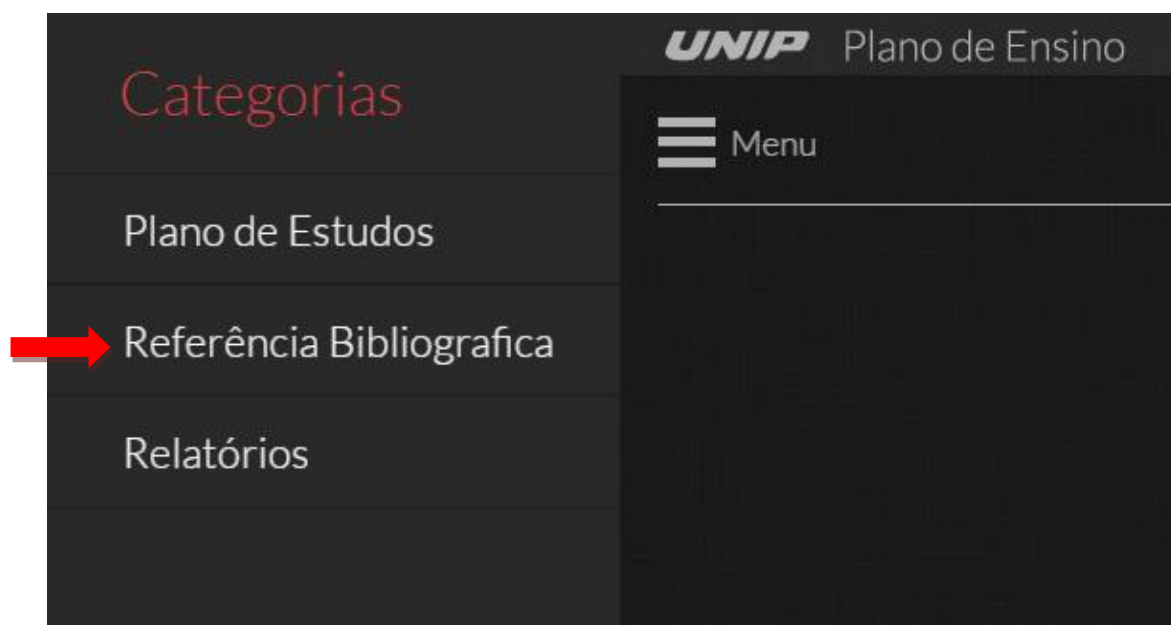 Categorias
Plano de Estudos
Referência Bibliografica
Relatórios
UNIP Plano de Ensino
Menu